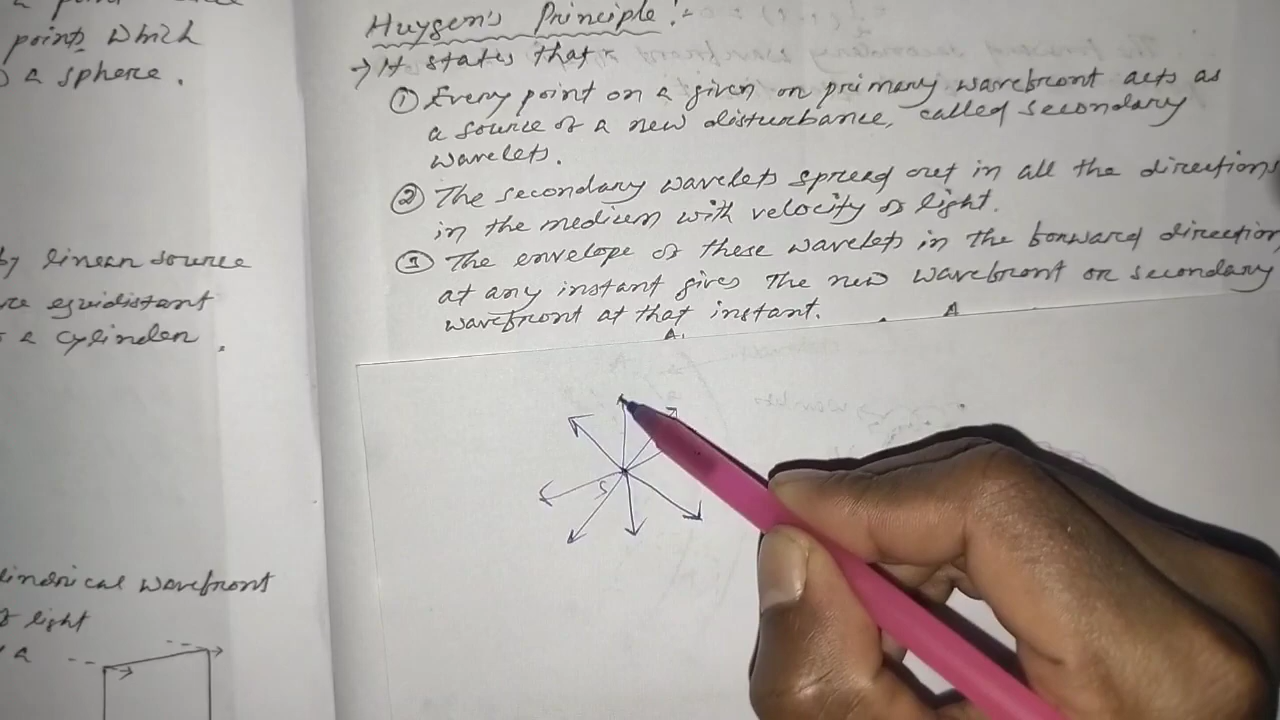 points which
a sphere.
by linear source
equidistant
a cylinder.
cylindrical wavefront
of light
a
Huygen's Principle :-
→ It states that
① Every point on a given or primary wavefront acts as
a source of a new disturbance, called secondary
wavelets.
② The secondary wavelets spread out in all the directions
in the medium with velocity of light.
③ The envelope of these wavelets in the forward direction
at any instant gives the new wavefront or secondary
wavefront at that instant.
A
A
S